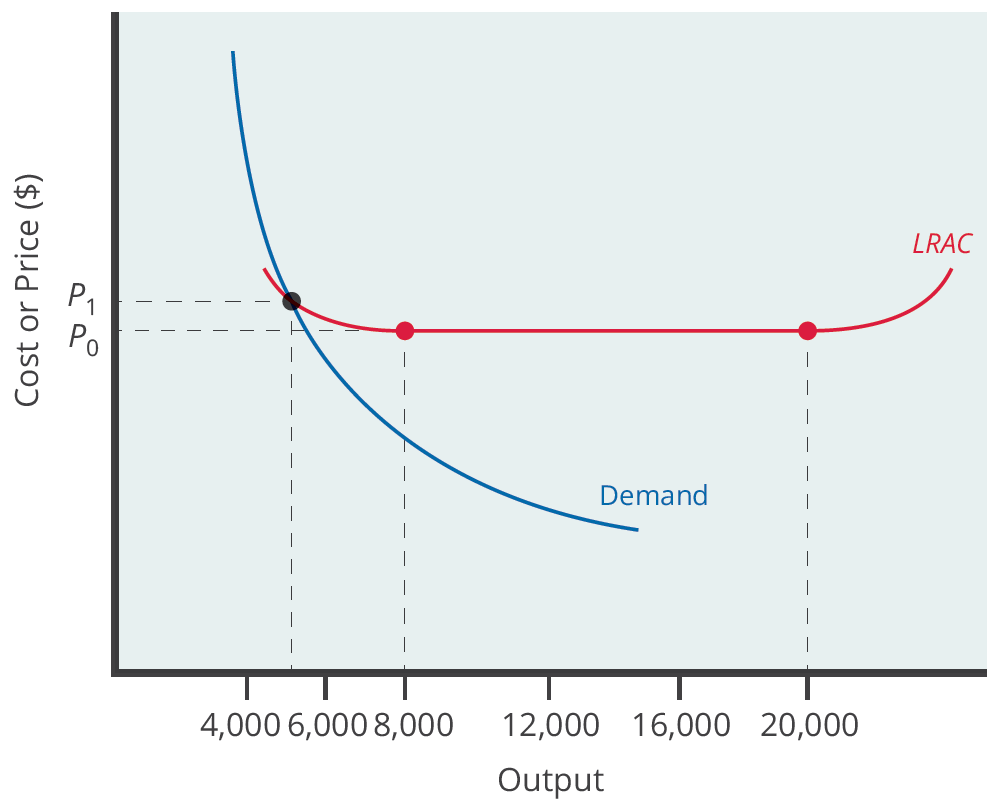 Cost or Price ($)
LRAC
P1
P0
Demand
4,000 6,000 8,000 12,000 16,000 20,000
Output